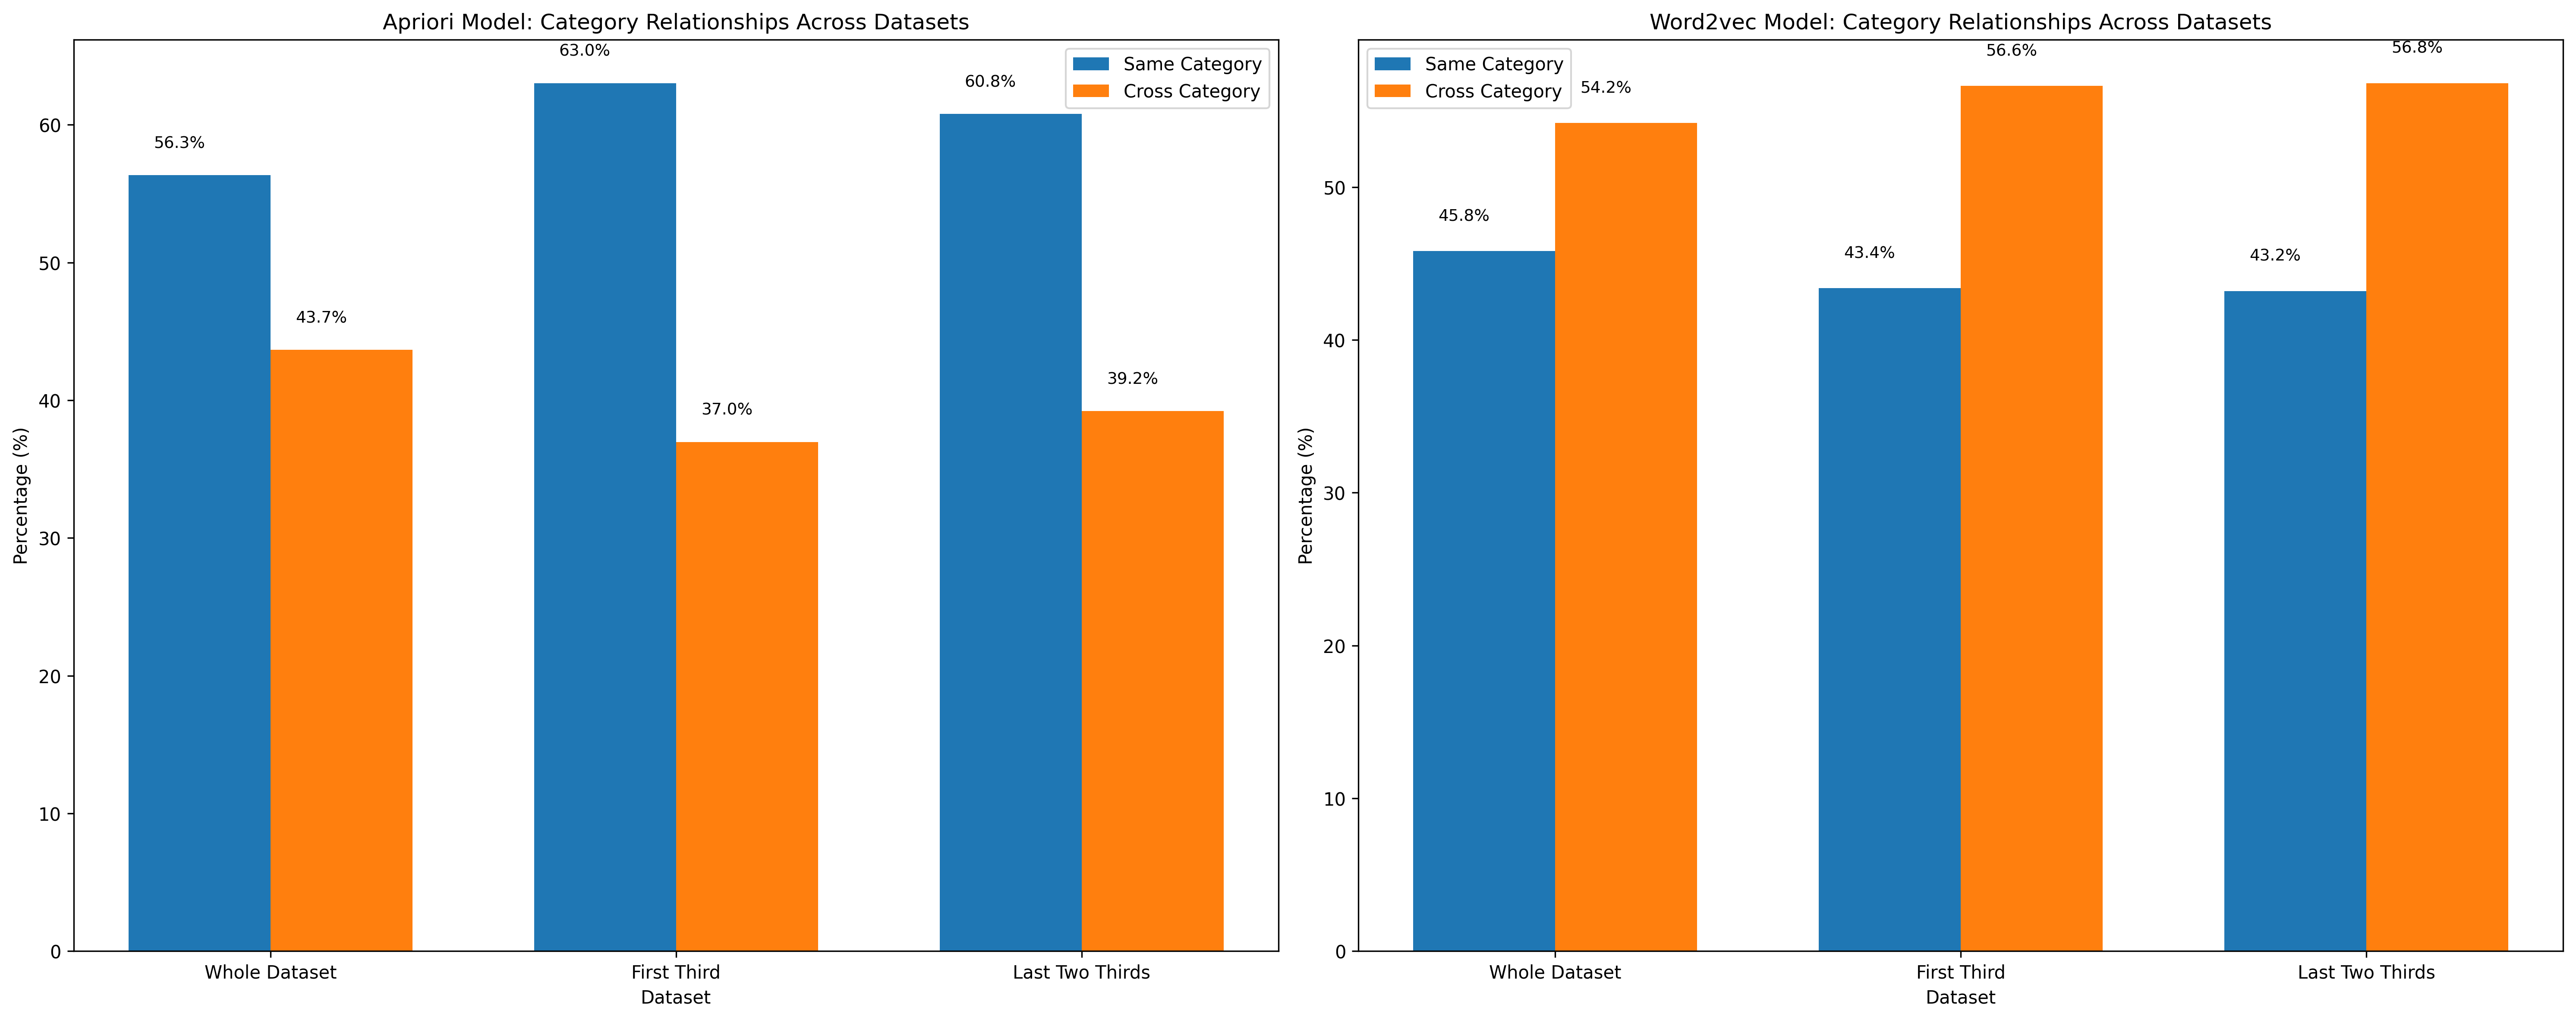 Apriori Model: Category Relationships Across Datasets
63.0%
Same Category
Cross Category
60.8%
56.3%
43.7%
39.2%
37.0%
60
50
40
30
20
10
0
Percentage (%)
Whole Dataset
First Third
Last Two Thirds
Dataset
Word2vec Model: Category Relationships Across Datasets
Same Category
Cross Category
54.2%
56.6%
56.8%
45.8%
43.4%
43.2%
50
40
30
20
10
0
Percentage (%)
Whole Dataset
First Third
Last Two Thirds
Dataset